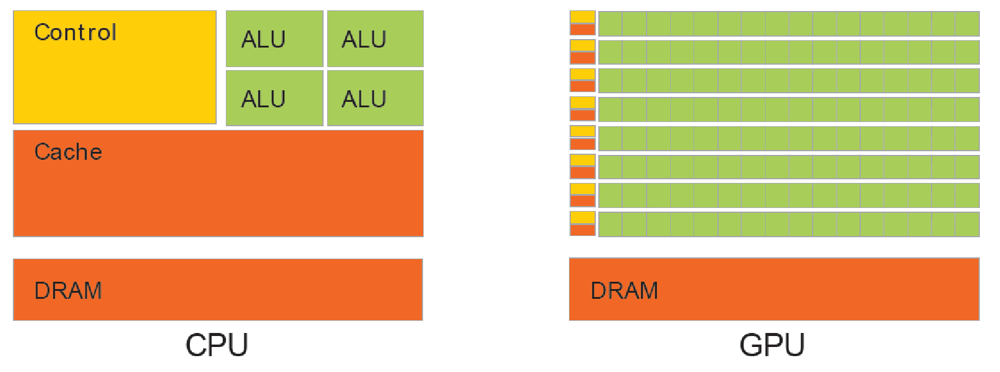 Control
ALU
ALU
ALU
ALU
Cache
DRAM
CPU
DRAM
GPU